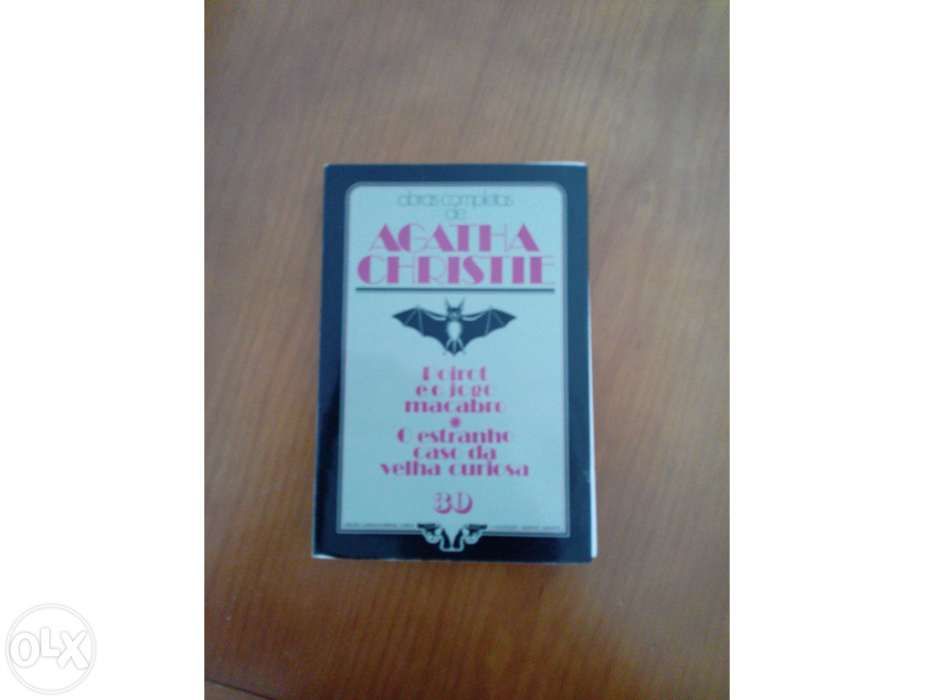 obras completas
de
AGATHA
CHRISTIE
Poirot
e o jogo
macabro
O estranho
caso da
velha curiosa
30
OLX